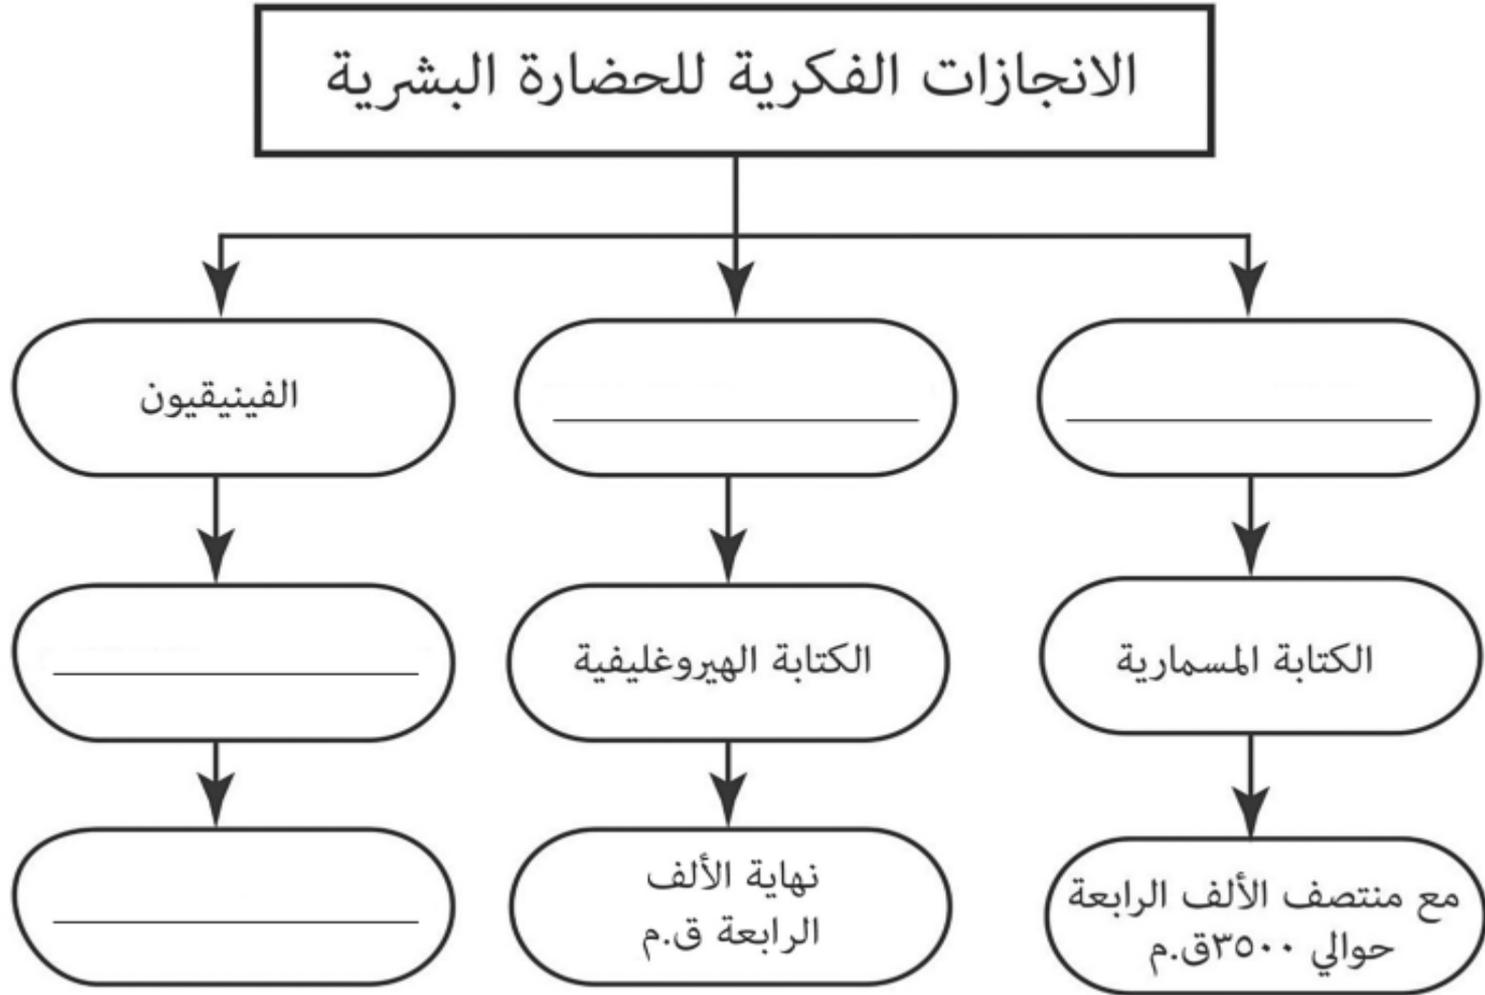 الانجازات الفكرية للحضارة البشرية
الفينيقيون
الكتابة المسمارية
الكتابة الهيروغليفية
مع منتصف الألف الرابعة
حوالي ٣٥٠٠ق.م
نهاية الألف
الرابعة ق.م